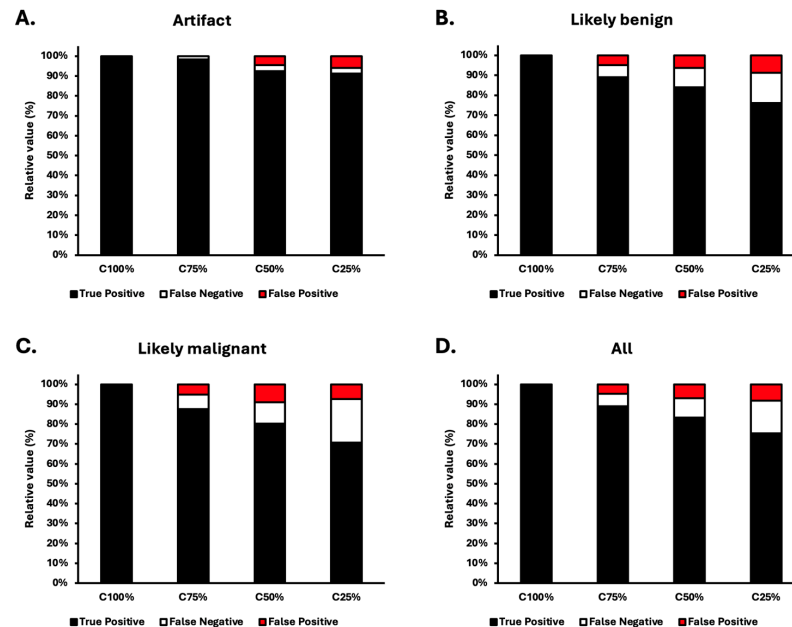 A.
Artifact
Relative value (%)
100%
90%
80%
70%
60%
50%
40%
30%
20%
10%
0%
C100% C75% C50% C25%
True Positive False Negative False Positive
B.
Likely benign
Relative value (%)
100%
90%
80%
70%
60%
50%
40%
30%
20%
10%
0%
C100% C75% C50% C25%
True Positive False Negative False Positive
C.
Likely malignant
Relative value (%)
100%
90%
80%
70%
60%
50%
40%
30%
20%
10%
0%
C100% C75% C50% C25%
True Positive False Negative False Positive
D.
All
Relative value (%)
100%
90%
80%
70%
60%
50%
40%
30%
20%
10%
0%
C100% C75% C50% C25%
True Positive False Negative False Positive